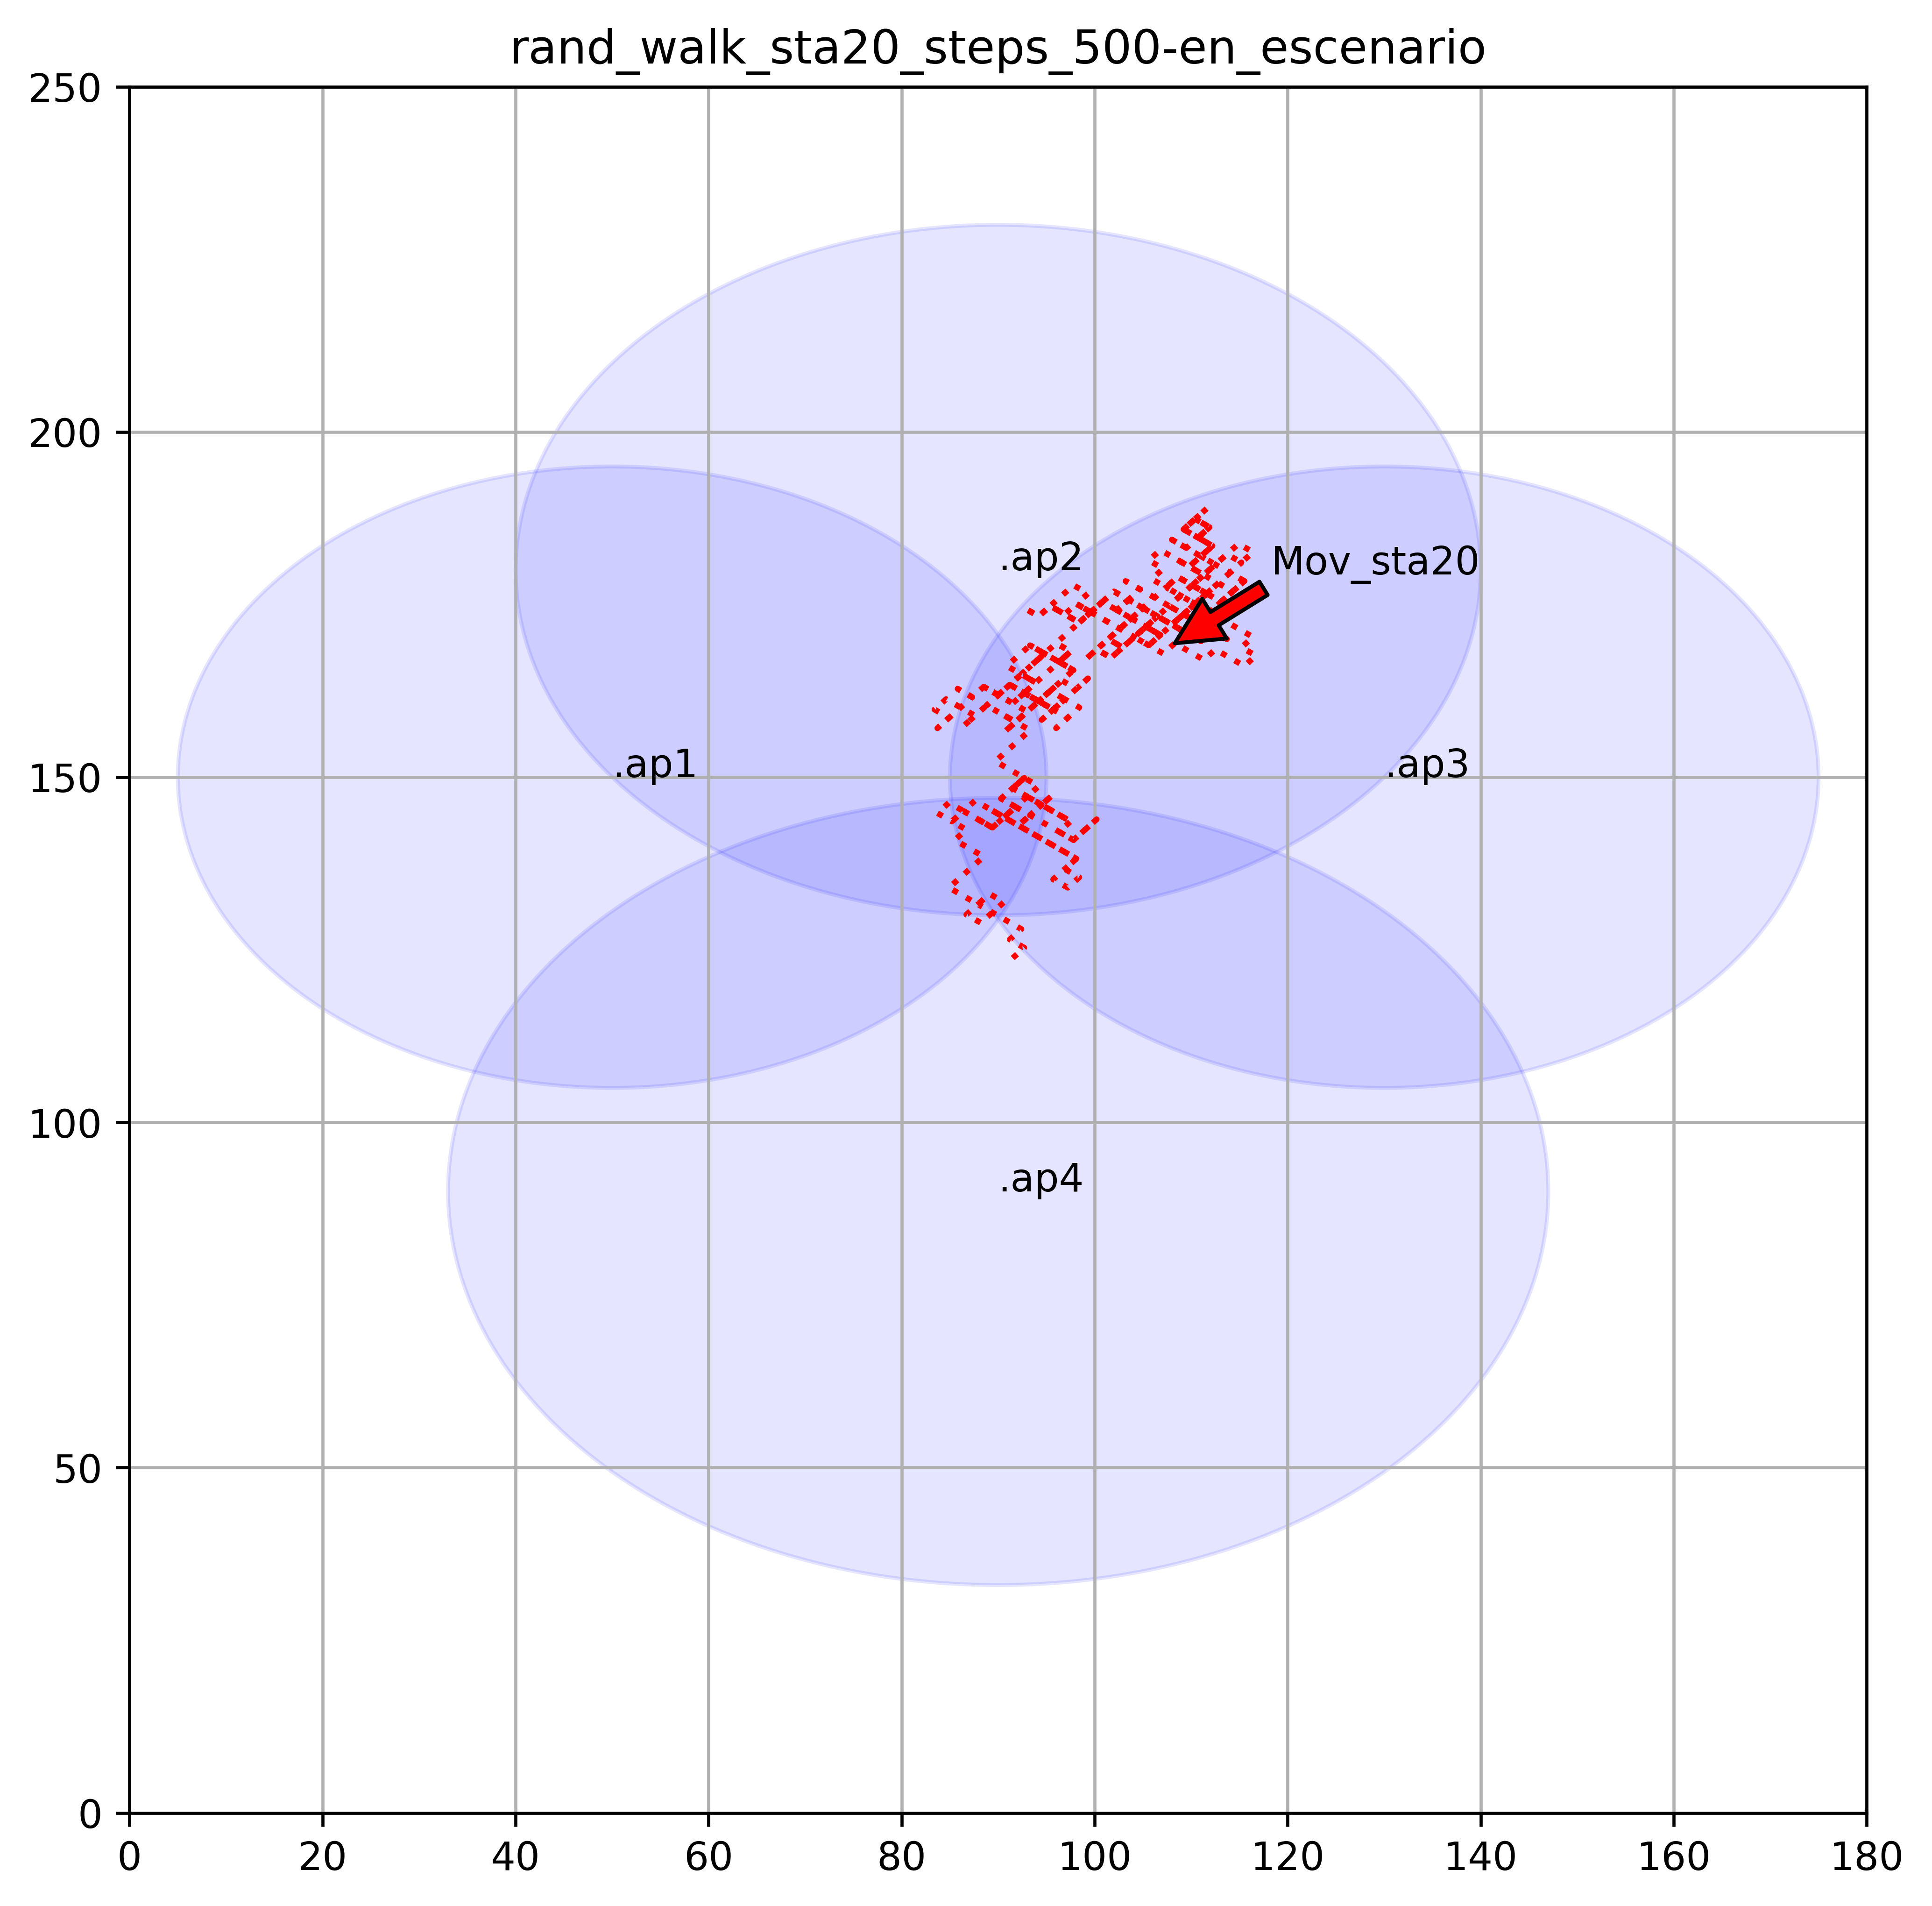 rand_walk_sta20_steps_500-en_escenario
250
200
150
100
50
0
.ap2
Mov_sta20
.ap1
.ap3
.ap4
0 20 40 60 80 100 120 140 160 180